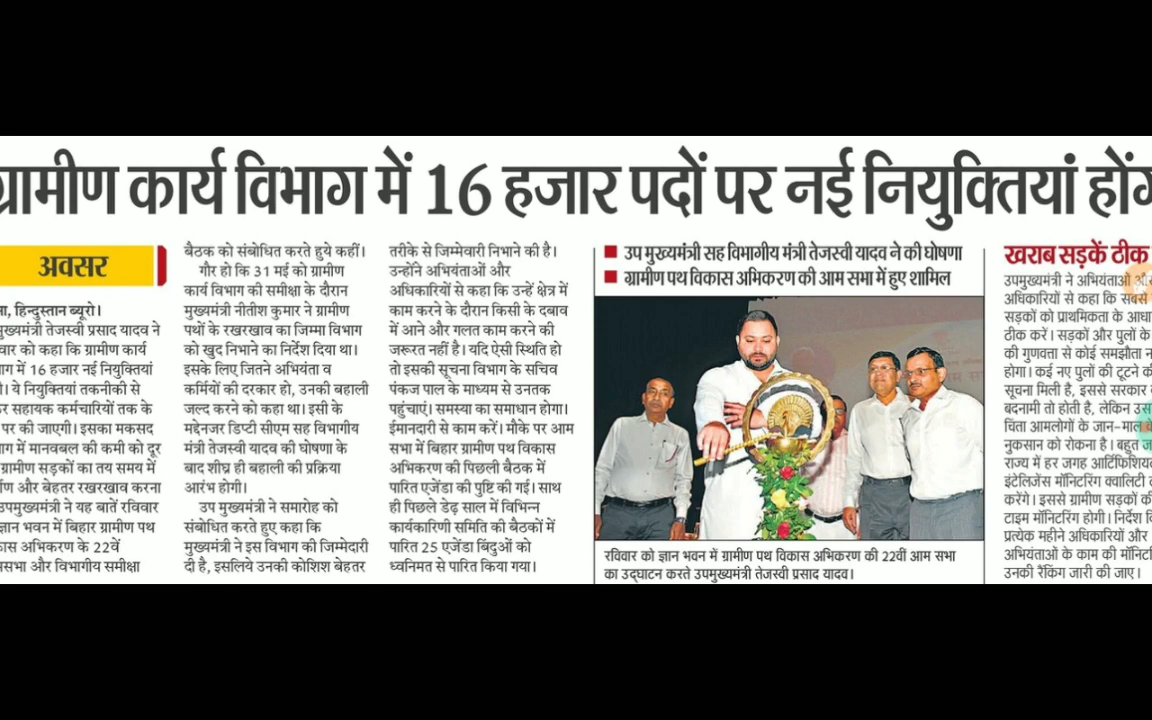 ग्रामीण कार्य विभाग में 16 हजार पदों पर नई नियुक्तियां
अवसर
हिन्दुस्तान ब्यूरो।
तेजस्वी प्रसाद यादव ने
को कहा कि ग्रामीण कार्य
में 16 हजार नई नियुक्तियां
ये नियुक्तियां तकनीकी से
सहायक कर्मचारियों तक के
पर की जाएगी। इसका मकसद
में मानवबल की कमी को दूर
ग्रामीण सड़कों का तय समय में
और बेहतर रखरखाव करना
उपमुख्यमंत्री ने यह बातें रविवार
ज्ञान भवन में बिहार ग्रामीण पथ
अभिकरण के 22वें
और विभागीय समीक्षा
बैठक को संबोधित करते हुये कहीं।
गौर हो कि 31 मई को ग्रामीण
कार्य विभाग की समीक्षा के दौरान
मुख्यमंत्री नीतीश कुमार ने ग्रामीण
पथों के रखरखाव का जिम्मा विभाग
को खुद निभाने का निर्देश दिया था।
इसके लिए जितने अभियंता व
कर्मियों की दरकार हो, उनकी बहाली
जल्द करने को कहा था। इसी के
मद्देनजर डिप्टी सीएम सह विभागीय
मंत्री तेजस्वी यादव की घोषणा के
बाद शीघ्र ही बहाली की प्रक्रिया
आरंभ होगी।
उप मुख्यमंत्री ने समारोह को
संबोधित करते हुए कहा कि
मुख्यमंत्री ने इस विभाग की जिम्मेदारी
दी है, इसलिये उनकी कोशिश बेहतर
तरीके से जिम्मेवारी निभाने की है।
उन्होंने अभियंताओं और
अधिकारियों से कहा कि उन्हें क्षेत्र में
काम करने के दौरान किसी के दबाव
में आने और गलत काम करने की
जरूरत नहीं है। यदि ऐसी स्थिति हो
तो इसकी सूचना विभाग के सचिव
पंकज पाल के माध्यम से उनतक
पहुंचाएं। समस्या का समाधान होगा।
ईमानदारी से काम करें। मौके पर आम
सभा में बिहार ग्रामीण पथ विकास
अभिकरण की पिछली बैठक में
पारित एजेंडा की पुष्टि की गई। साथ
ही पिछले डेढ़ साल में विभिन्न
कार्यकारिणी समिति की बैठकों में
पारित 25 एजेंडा बिंदुओं को
ध्वनिमत से पारित किया गया।
उप मुख्यमंत्री सह विभागीय मंत्री तेजस्वी यादव ने की घोषणा
ग्रामीण पथ विकास अभिकरण की आम सभा में हुए शामिल
रविवार को ज्ञान भवन में ग्रामीण पथ विकास अभिकरण की 22वीं आम सभा
का उद्घाटन करते उपमुख्यमंत्री तेजस्वी प्रसाद यादव।
खराब सड़कें ठीक
उपमुख्यमंत्री ने अभियंताओं
अधिकारियों से कहा कि सबसे
सड़कों को प्राथमिकता के
ठीक करें। सड़कों और पुलों के
की गुणवत्ता से कोई समझौता
होगा। कई नए पुलों की टूटने की
सूचना मिली है, इससे सरकार
बदनामी तो होती है, लेकिन
चिंता आमलोगों के जान-माल
नुकसान को रोकना है। बहुत
राज्य में हर जगह
इंटेलिजेंस मॉनिटरिंग क्वालिटी
करेंगे। इससे ग्रामीण सड़कों
टाइम मॉनिटरिंग होगी। निर्देश
प्रत्येक महीने अधिकारियों और
अभियंताओं के काम की
उनकी रैंकिंग जारी की जाए।